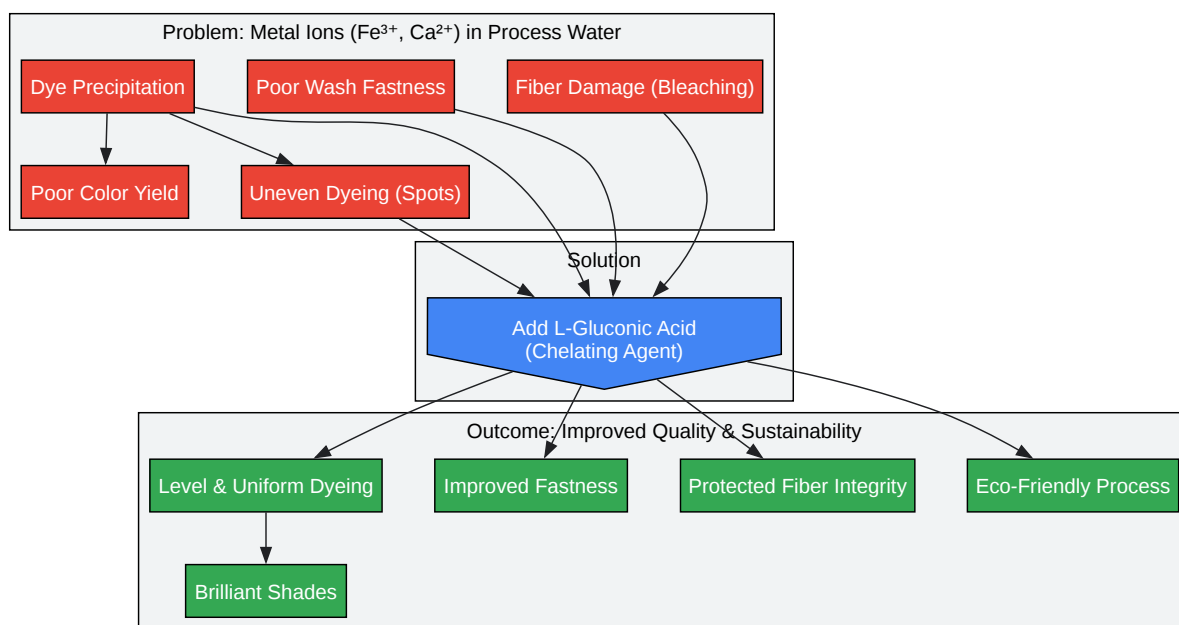 Problem: Metal Ions (Fe³⁺, Ca²⁺) in Process Water
Dye Precipitation
Poor Wash Fastness
Fiber Damage (Bleaching)
Poor Color Yield
Uneven Dyeing (Spots)
Solution
Add L-Gluconic Acid
(Chelating Agent)
Outcome: Improved Quality & Sustainability
Level & Uniform Dyeing
Improved Fastness
Protected Fiber Integrity
Eco-Friendly Process
Brilliant Shades